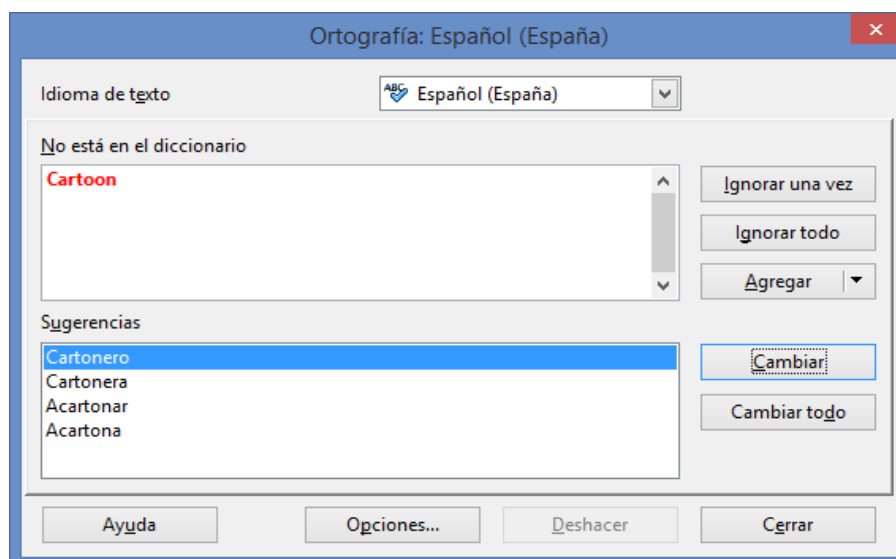 Ortografía: Español (España)
×
Idioma de texto
ABC Español (España)
No está en el diccionario
Cartoon
Ignorar una vez
Ignorar todo
Agregar
Sugerencias
Cartonero
Cartonera
Acartonar
Acartona
Cambiar
Cambiar todo
Ayuda
Opciones...
Deshacer
Cerrar